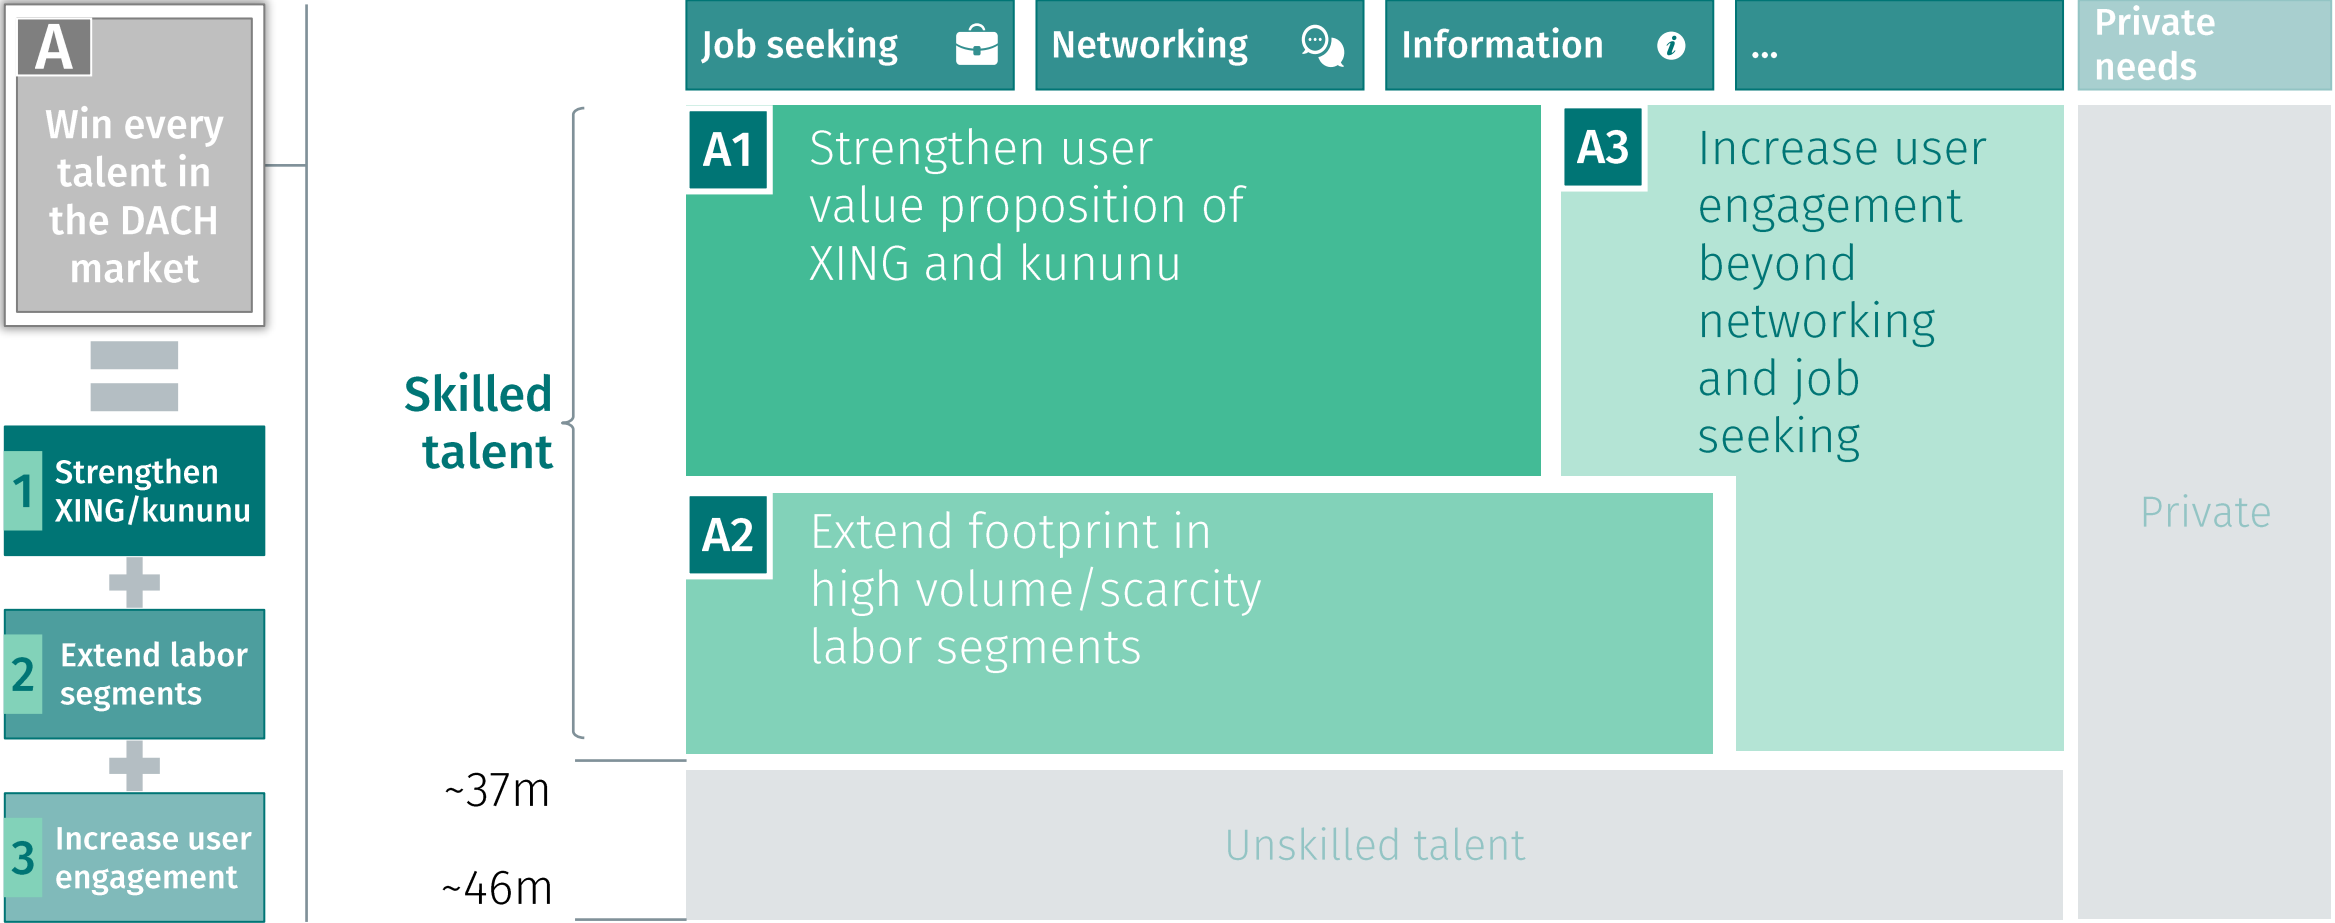 A
Win every
talent in
the DACH
market
1
Strengthen
XING/kununu
2
Extend labor
segments
3
Increase user
engagement
Job seeking
Networking
Information
...
Private
needs
Skilled
talent
A1
Strengthen user
value proposition of
XING and kununu
A3
Increase user
engagement
beyond
networking
and job
seeking
A2
Extend footprint in
high volume/scarcity
labor segments
Private
~37m
Unskilled talent
~46m